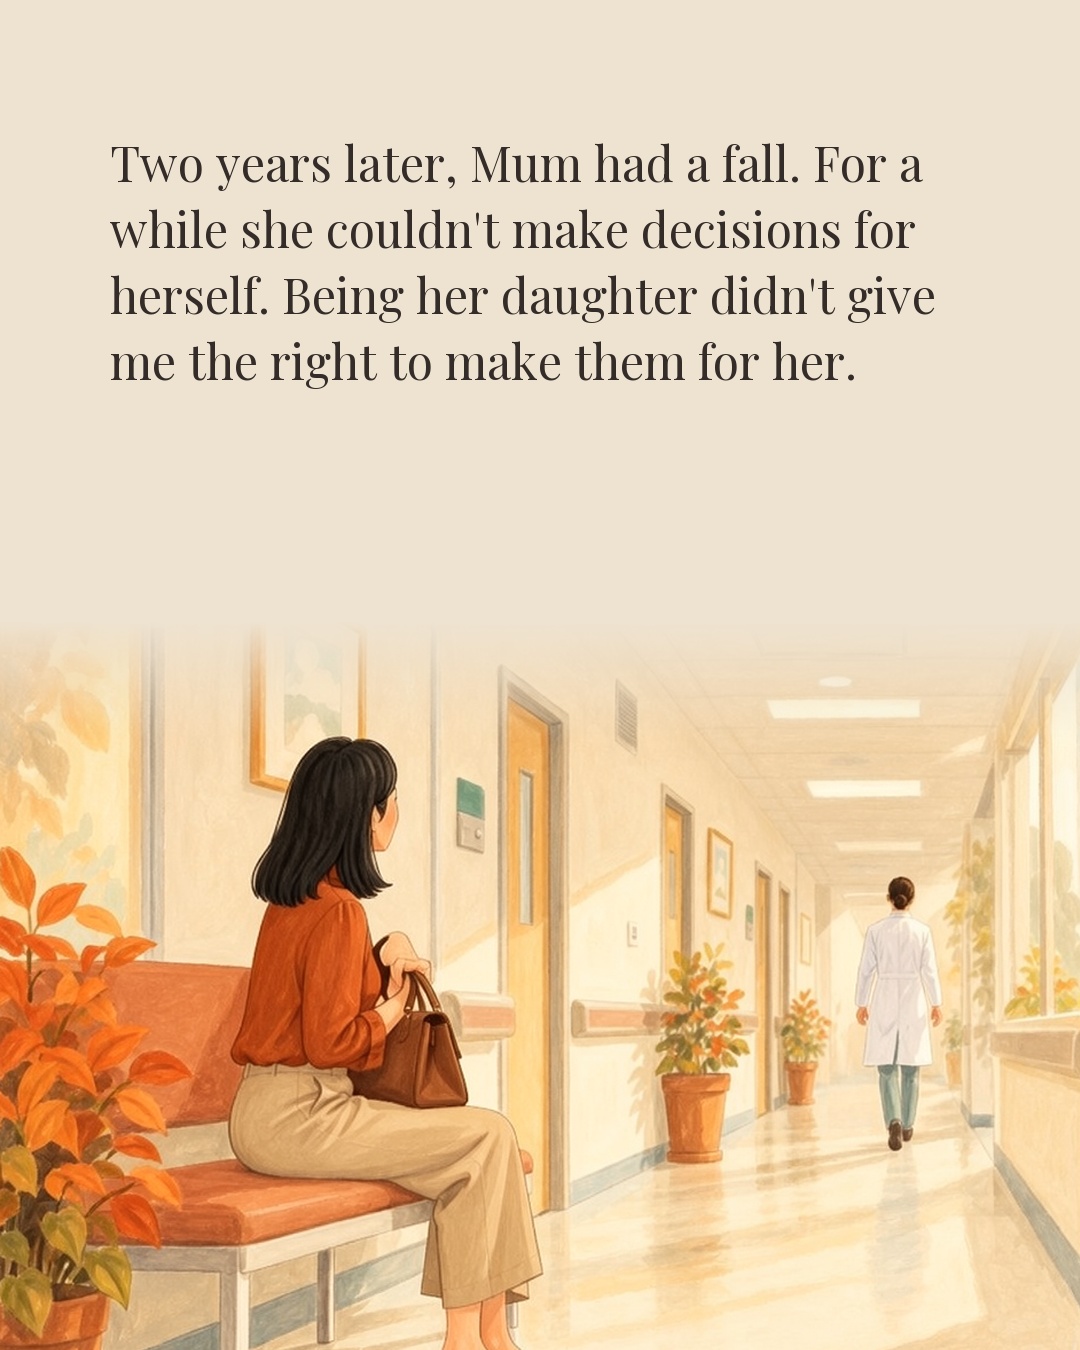 Two years later, Mum had a fall. For a
while she couldn't make decisions for
herself. Being her daughter didn't give
me the right to make them for her.